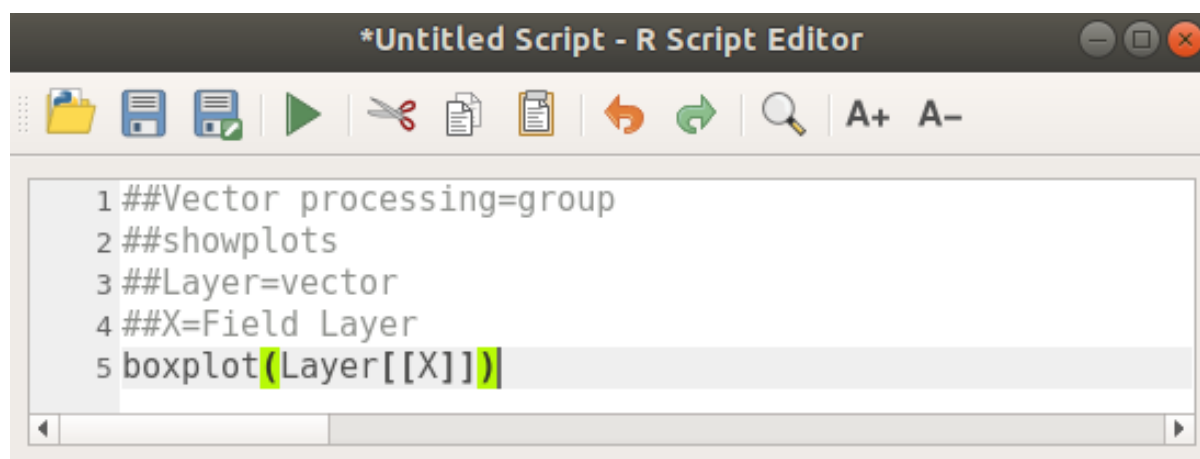 *Untitled Script - R Script Editor
A+ A-
1 ##Vector processing=group
2 ##showplots
3 ##Layer=vector
4 ##X=Field Layer
5 boxplot(Layer[[X]])